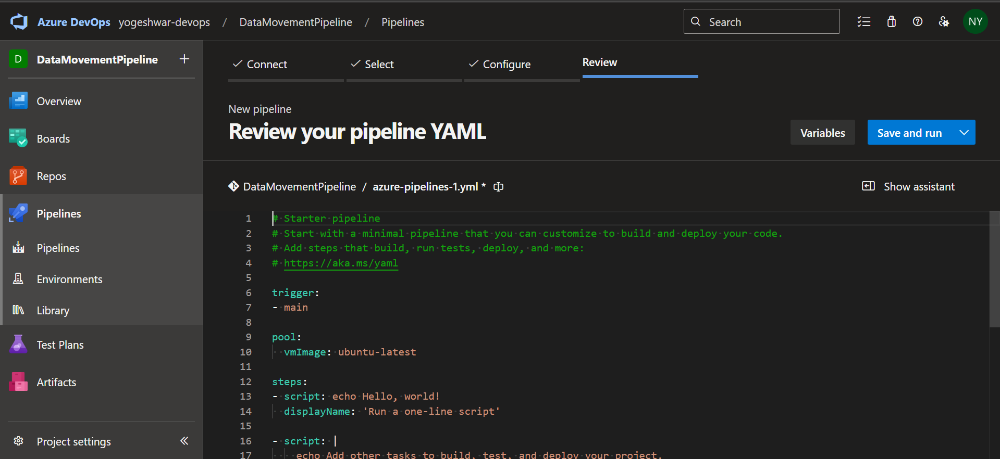 Azure DevOps yogeshwar-devops / DataMovementPipeline / Pipelines
Search
NY
D DataMovementPipeline +
Overview
Boards
Repos
Pipelines
Pipelines
Environments
Library
Test Plans
Artifacts
Project settings
Connect
Select
Configure
Review
New pipeline
Review your pipeline YAML
Variables
Save and run
DataMovementPipeline / azure-pipelines-1.yml *
Show assistant
1 # Starter pipeline
2 # Start with a minimal pipeline that you can customize to build and deploy your code.
3 # Add steps that build, run tests, deploy, and more:
4 # https://aka.ms/yaml
5
6 trigger:
7 - main
8
9 pool:
10 vmImage: ubuntu-latest
11
12 steps:
13 - script: echo Hello, world!
14 displayName: 'Run a one-line script'
15
16 - script: |
17 echo Add other tasks to build, test, and deploy your project.